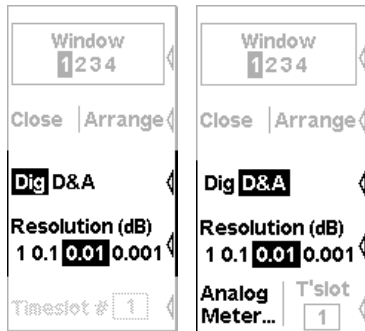 Window
1234
Close Arrange
Dig D&A
Resolution (dB)
1 0.1 0.01 0.001
Timeslot # 1
Window
1234
Close Arrange
Dig D&A
Resolution (dB)
1 0.1 0.01 0.001
Analog Meter...
T'slot
1